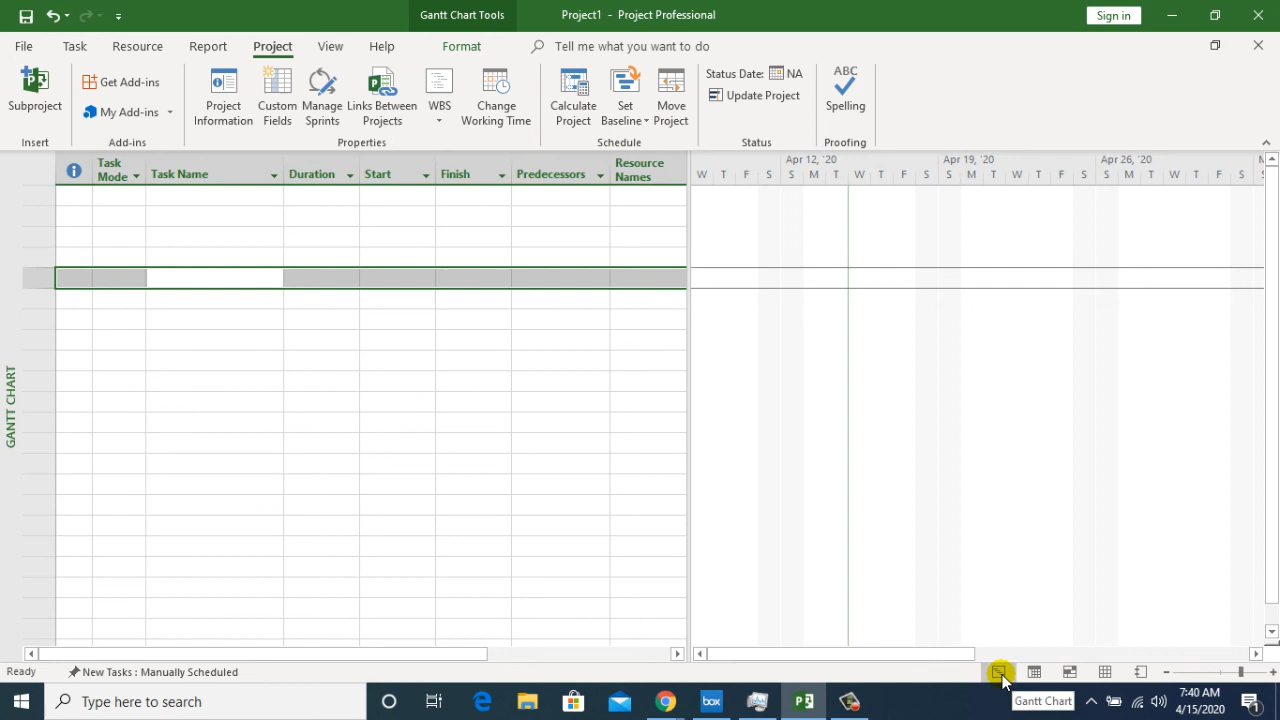 Gantt Chart Tools
Project1 - Project Professional
Sign in
File Task Resource Report Project View Help Format Tell me what you want to do
Subproject
Get Add-ins
My Add-ins
Project Information
Custom Fields
Manage Sprints
Links Between Projects
WBS
Change Working Time
Calculate Project
Set Baseline
Move Project
Status Date: NA
Update Project
ABC
Spelling
Insert Add-ins Properties Schedule Status Proofing
Task Mode Task Name Duration Start Finish Predecessors Resource Names
Apr 12, '20 Apr 19, '20 Apr 26, '20
W T F S S M T W T F S S M T W T F S S M T W T F S
GANTT CHART
Ready New Tasks : Manually Scheduled
Gantt Chart
Type here to search
box
7:40 AM
4/15/2020
1